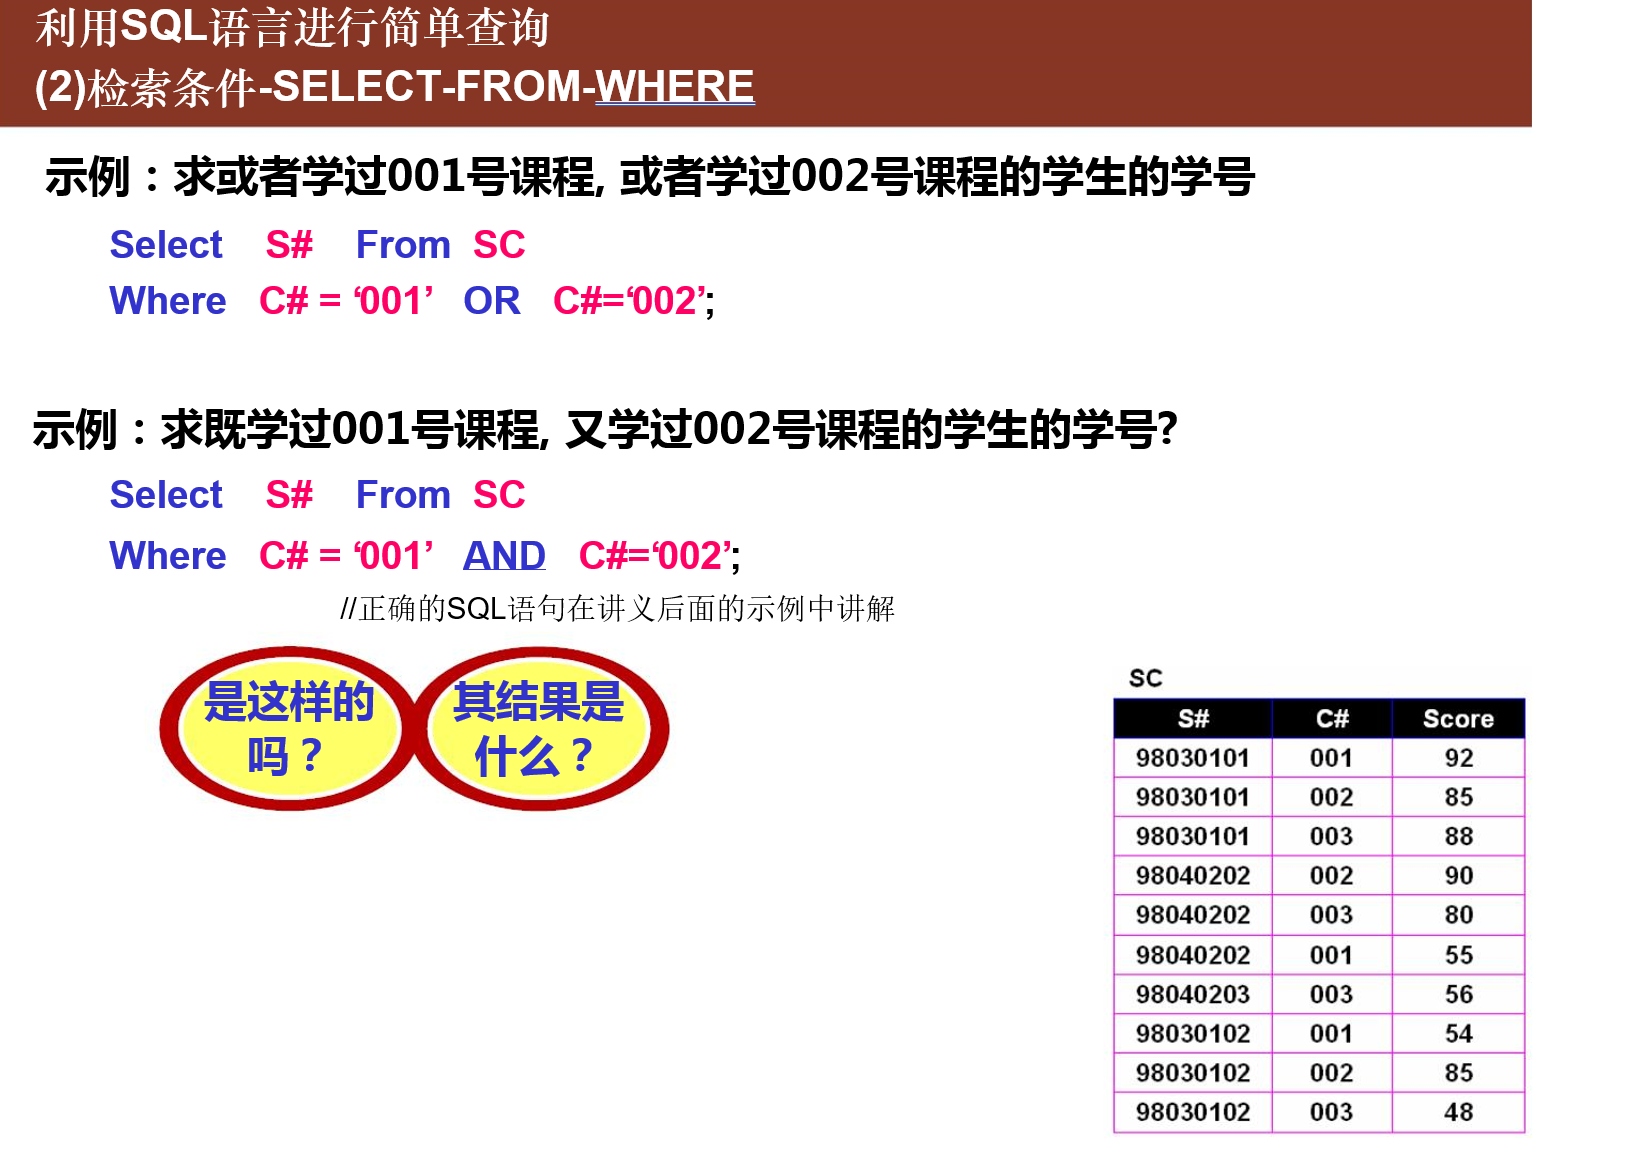 利用SQL语言进行简单查询
(2)检索条件-SELECT-FROM-WHERE
示例：求或者学过001号课程, 或者学过002号课程的学生的学号
Select S# From SC
Where C# = ‘001’ OR C#=‘002’;
示例：求既学过001号课程, 又学过002号课程的学生的学号?
Select S# From SC
Where C# = ‘001’ AND C#=‘002’;
//正确的SQL语句在讲义后面的示例中讲解
是这样的
吗？
其结果是
什么？
SC
S# C# Score
98030101 001 92
98030101 002 85
98030101 003 88
98040202 002 90
98040202 003 80
98040202 001 55
98040203 003 56
98030102 001 54
98030102 002 85
98030102 003 48